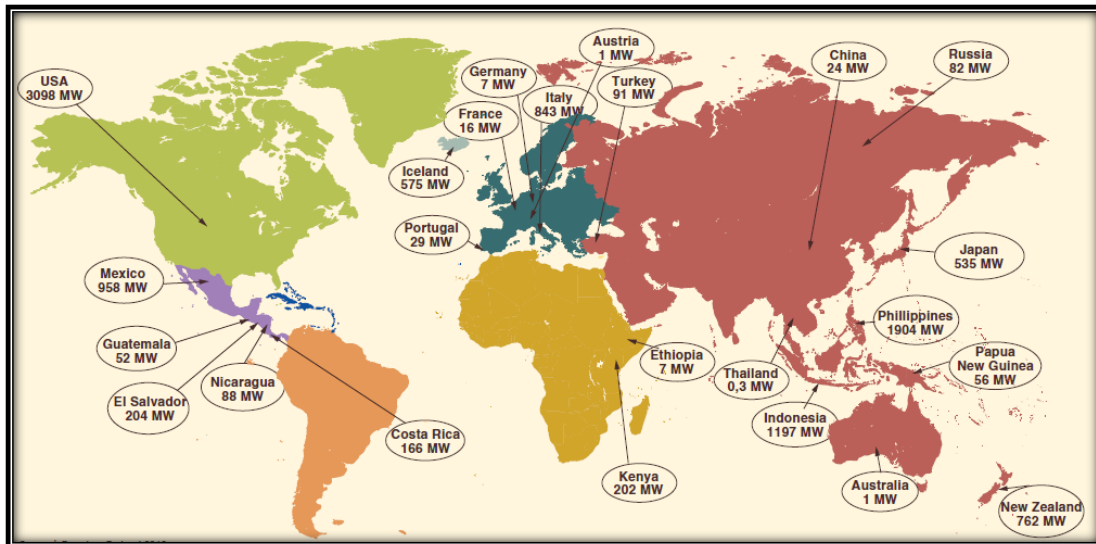 USA
3098 MW
Germany
7 MW
Austria
1 MW
Italy
843 MW
Turkey
91 MW
China
24 MW
Russia
82 MW
France
16 MW
Iceland
575 MW
Portugal
29 MW
Japan
535 MW
Mexico
958 MW
Guatemala
52 MW
El Salvador
204 MW
Nicaragua
88 MW
Costa Rica
166 MW
Ethiopia
7 MW
Kenya
202 MW
Thailand
0,3 MW
Phillippines
1904 MW
Papua
New Guinea
56 MW
Indonesia
1197 MW
Australia
1 MW
New Zealand
762 MW